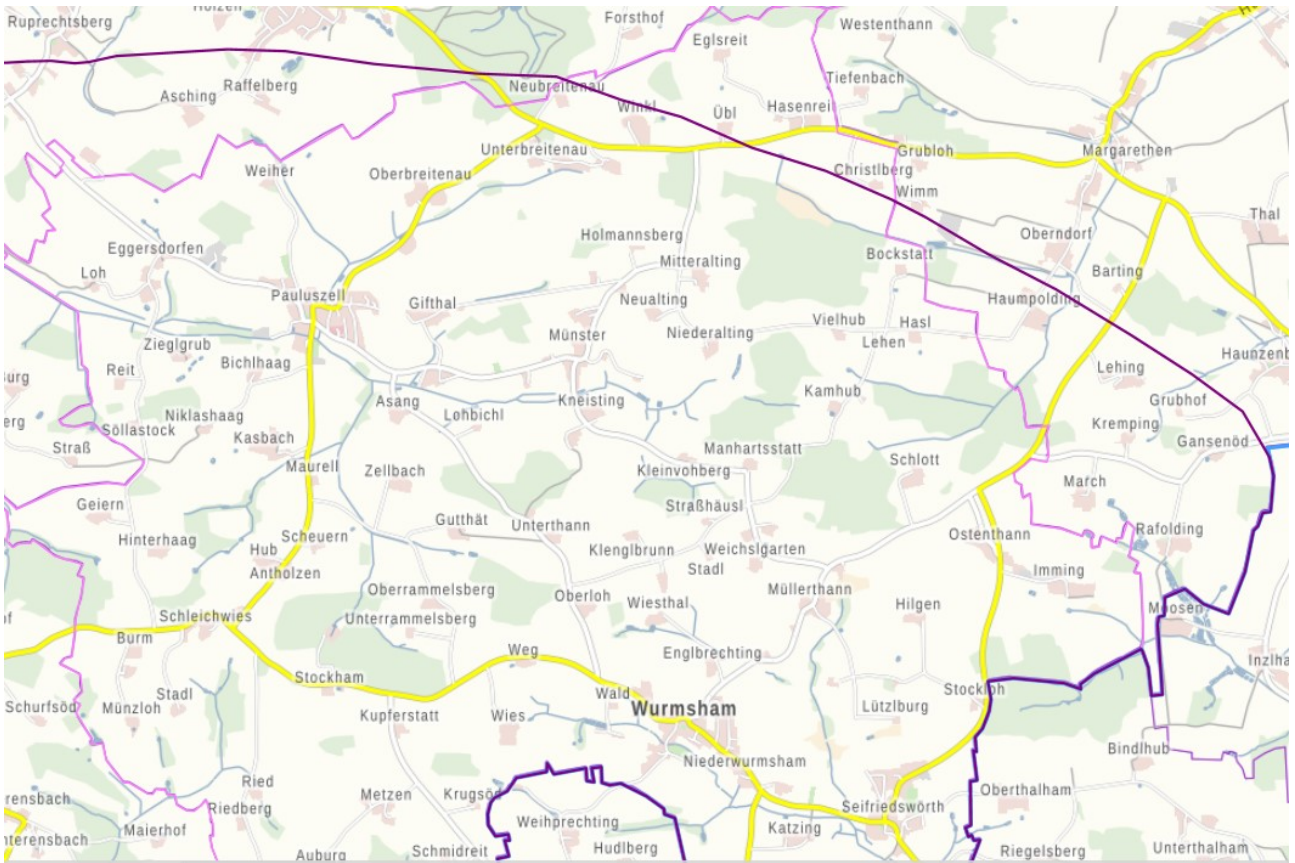 Ruprechtsberg
Forsthof
Westenthann
Eglsreit
Tiefenbach
Raffelberg
Neubreitenau
Asching
Winkl
Übl
Hasenreit
Unterbreitenau
Grubloh
Margarethen
Weiher
Oberbreitenau
Christlberg
Wimm
Thal
Holmannsberg
Oberndorf
Eggersdorfen
Bockstatt
Mitteralting
Loh
Barting
Pauluszell
Gifthal
Neualting
Haumpolding
Vielhub
Hasl
Münster
Niederalting
Zieglgrub
Lehen
Bichlhaag
Reit
Lehing
Kamhub
Asang
Kneisting
Grubhof
Niklashaag
Lohbichl
Söllastock
Kremping
Kasbach
Gansenöd
Straß
Manhartsstatt
Schlott
Maurell
Zellbach
Kleinvohberg
March
Geiern
Straßhäusl
Gutthät
Unterthann
Rafolding
Scheuern
Ostenthann
Hinterhaag
Hub
Klenglbrunn
Weichslgarten
Stadl
Antholzen
Imming
Oberrammelsberg
Müllerthann
Oberloh
Wiesthal
Hilgen
Moosen
Schleichwies
Unterrammelsberg
Burm
Weg
Englbrechting
Stockham
Stockloh
Stadl
Wald
Schurfsöd
Münzloh
Kupferstatt
Wies
Wurmsham
Lützlburg
Bindlhub
Niederwurmsham
Ried
Oberthalham
Metzen
Krugsöd
Riedberg
Seifriedswörth
Maierhof
Weihprechting
Katzing
Hudlberg
Unterthalham
Auburg
Schmidreit
Riegelsberg